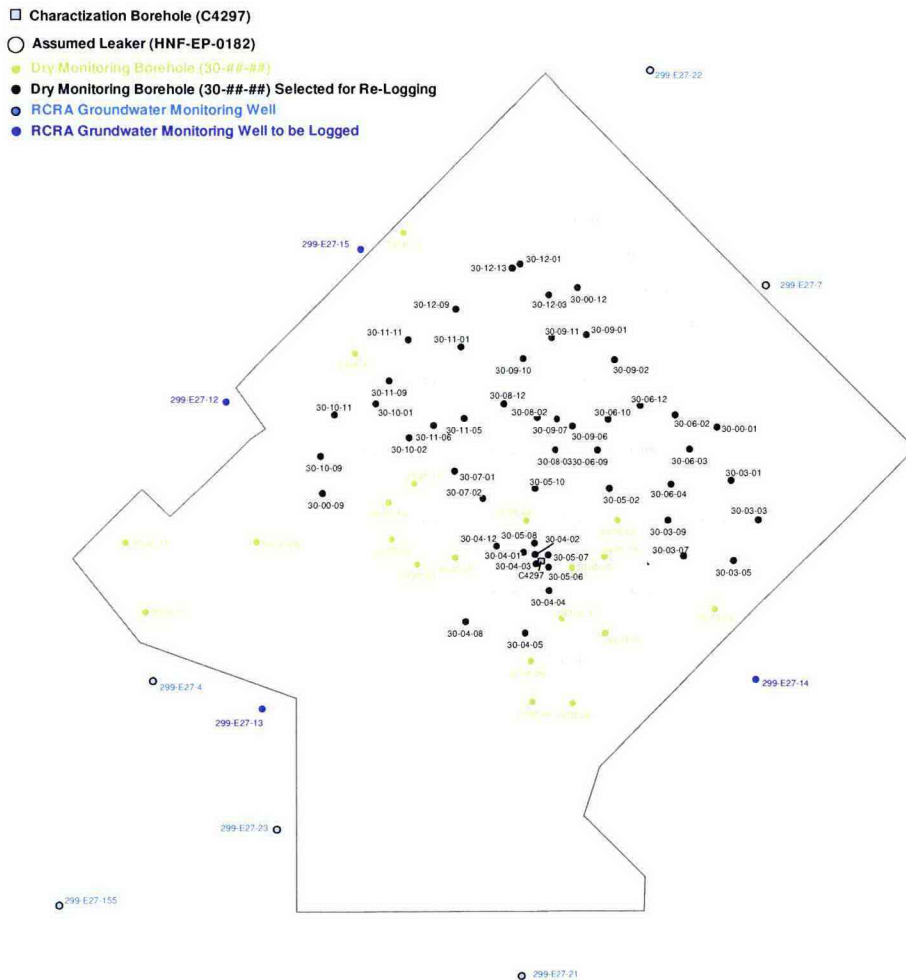 Charactization Borehole (C4297)
Assumed Leaker (HNF-EP-0182)
Dry Monitoring Borehole (30-##-##)
Dry Monitoring Borehole (30-##-##) Selected for Re-Logging
RCRA Groundwater Monitoring Well
RCRA Grundwater Monitoring Well to be Logged
299-E27-22
299-E27-15
30-12-01
30-12-13
299-E27-7
30-00-12
30-12-03
30-12-09
30-11-11
30-11-01
30-09-11
30-09-01
30-09-10
30-09-02
30-11-09
299-E27-12
30-08-12
30-06-12
30-10-11
30-10-01
30-08-02
30-06-10
30-11-05
30-06-02
30-00-01
30-09-07
30-09-06
30-11-06
30-10-02
30-08-03
30-06-09
30-06-03
30-10-09
30-07-01
30-03-01
30-05-10
30-05-02
30-06-04
30-07-02
30-00-09
30-03-03
30-03-09
30-05-08
30-04-02
30-04-12
30-04-01
30-05-07
30-03-07
30-04-03
C4297
30-05-06
30-03-05
30-04-04
30-04-08
30-04-05
299-E27-4
299-E27-14
299-E27-13
299-E27-23
299-E27-155
299-E27-21